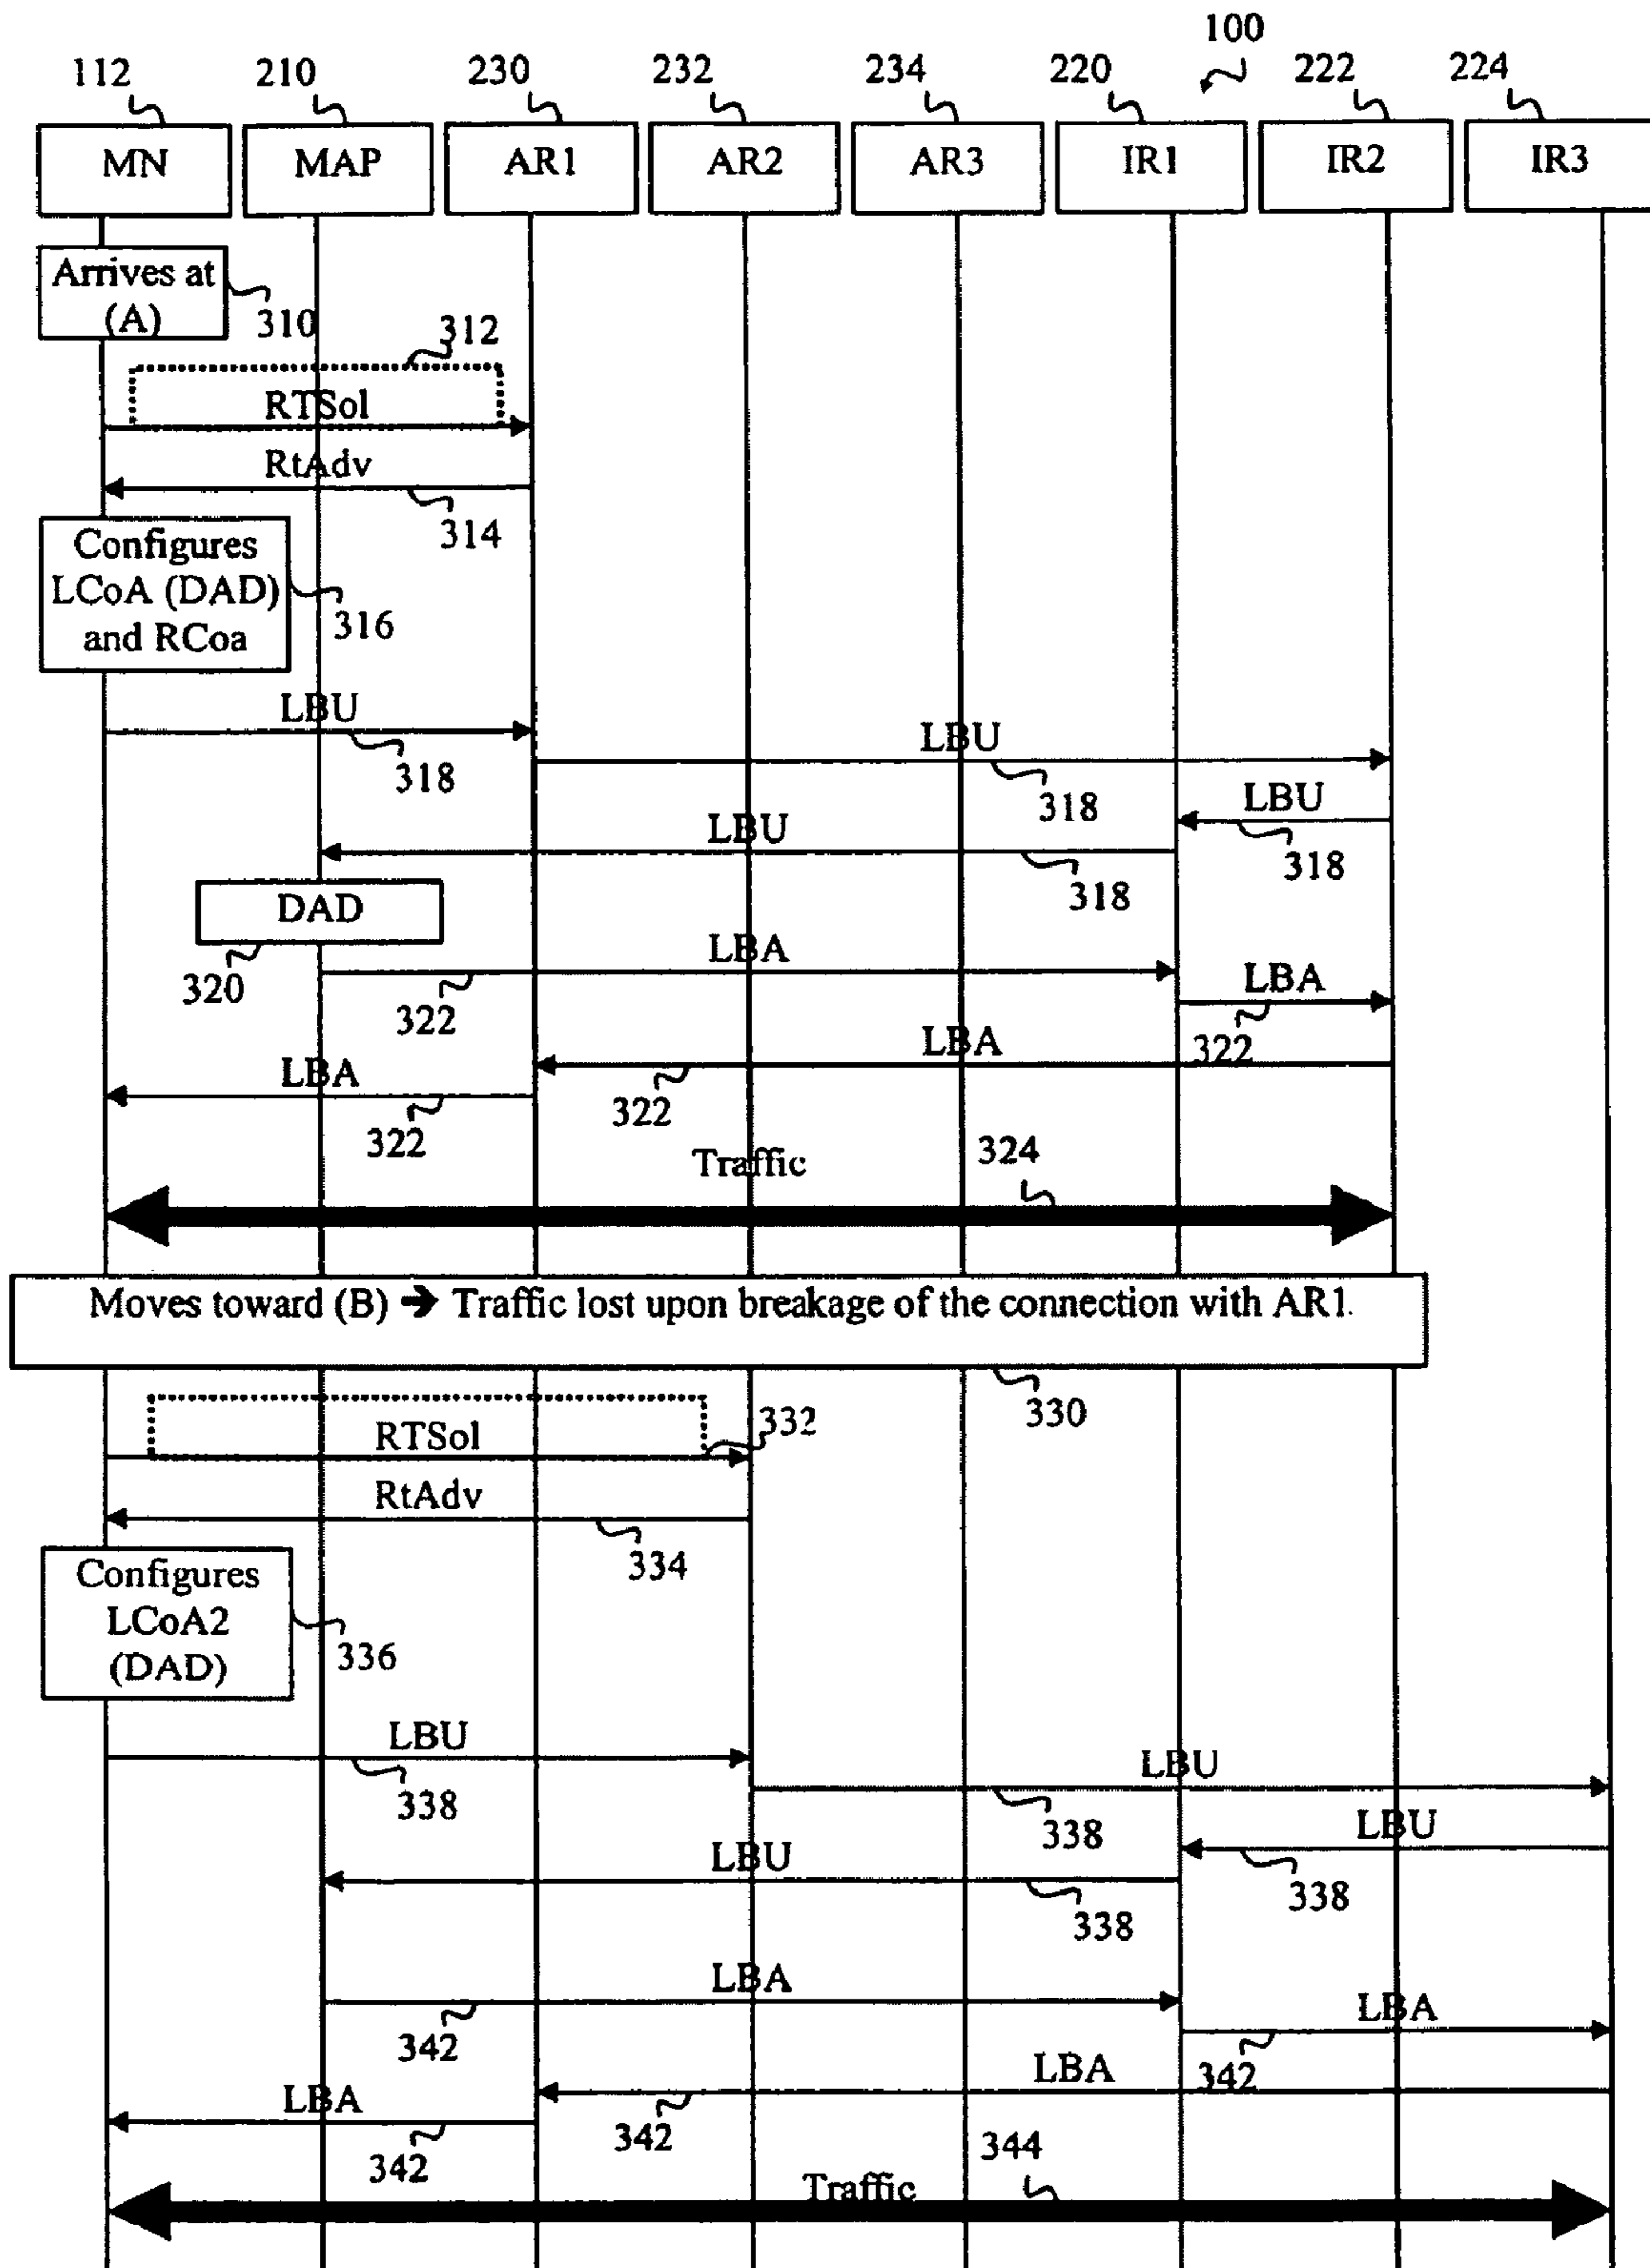 100
112 210 230 232 234 220 222 224
MN MAP AR1 AR2 AR3 IR1 IR2 IR3
Arrives at
(A)
310
312
RTSol
RtAdv
314
Configures
LCoA (DAD)
and RCoa
316
LBU
318
LBU
318
LBU
318
LBU
318
DAD
320
LBA
322
LBA
322
LBA
322
LBA
322
324
Traffic
Moves toward (B) ➔ Traffic lost upon breakage of the connection with AR1.
330
332
RTSol
RtAdv
334
Configures
LCoA2
(DAD)
336
LBU
338
LBU
338
LBU
338
LBU
338
LBA
342
LBA
342
LBA
342
LBA
342
344
Traffic